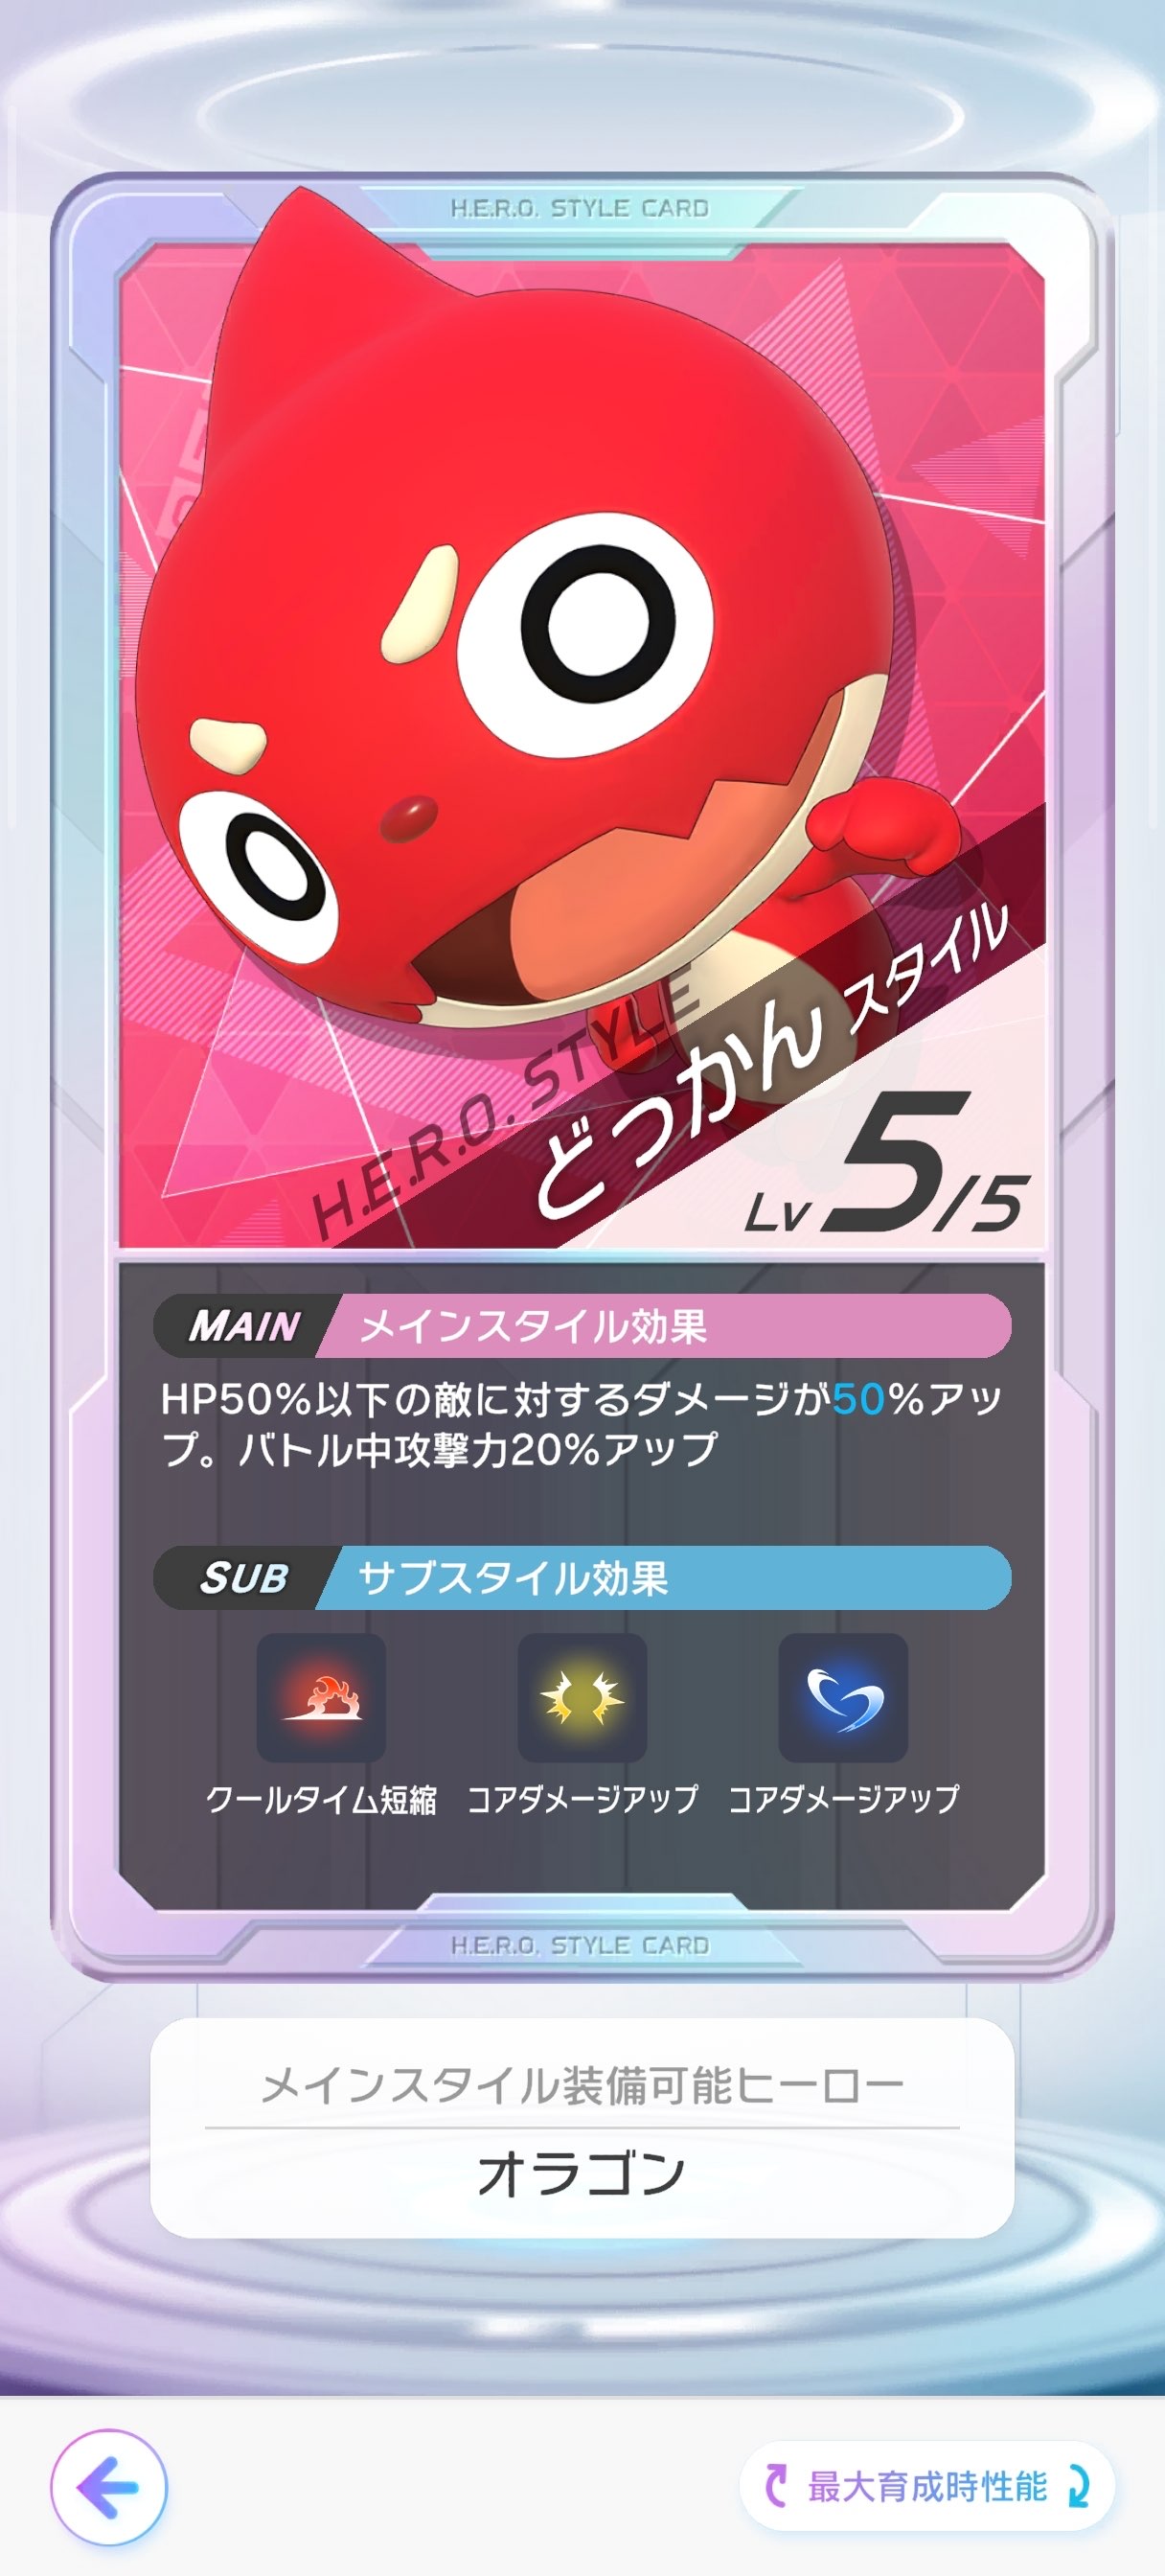 H.E.R.O. STYLE CARD
H.E.R.O. STYLE
どっかんスタイル
Lv 5/5
MAIN メインスタイル効果
HP50%以下の敵に対するダメージが50%アッ
プ。バトル中攻撃力20%アップ
SUB サブスタイル効果
クールタイム短縮 コアダメージアップ コアダメージアップ
H.E.R.O. STYLE CARD
メインスタイル装備可能ヒーロー
オラゴン
最大育成時性能